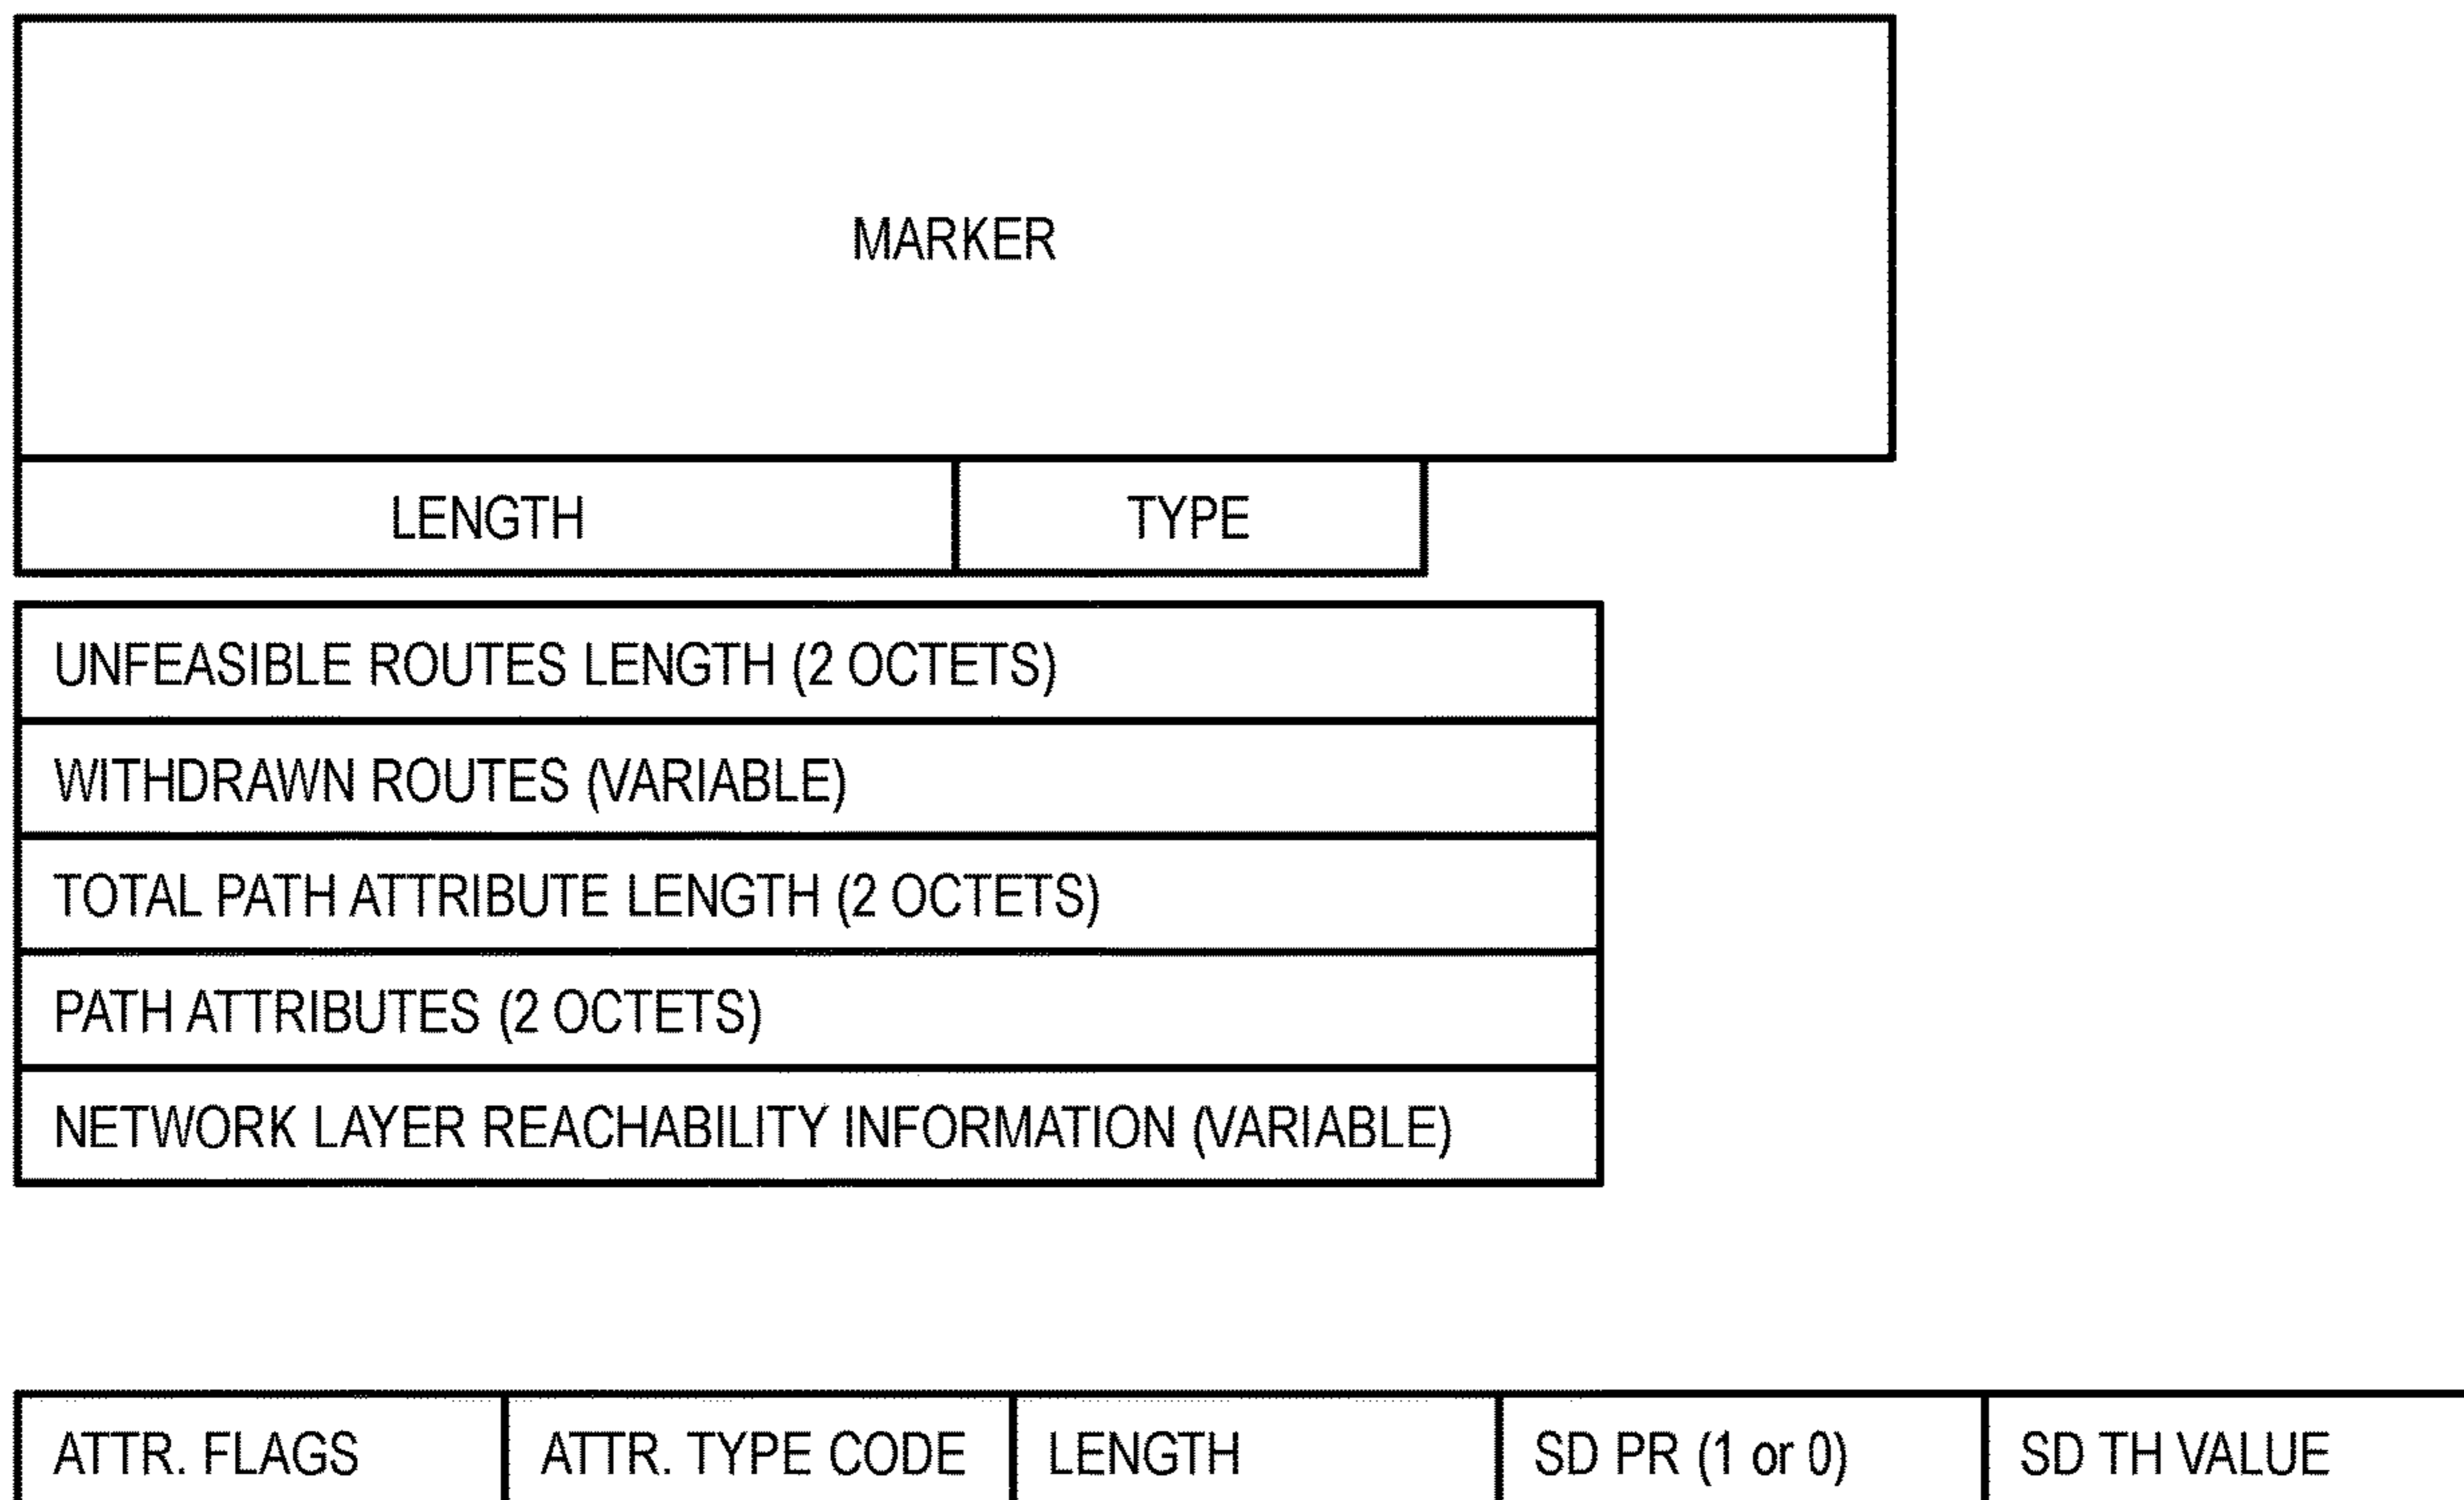 MARKER
LENGTH TYPE
UNFEASIBLE ROUTES LENGTH (2 OCTETS)
WITHDRAWN ROUTES (VARIABLE)
TOTAL PATH ATTRIBUTE LENGTH (2 OCTETS)
PATH ATTRIBUTES (2 OCTETS)
NETWORK LAYER REACHABILITY INFORMATION (VARIABLE)
ATTR. FLAGS ATTR. TYPE CODE LENGTH SD PR (1 or 0) SD TH VALUE